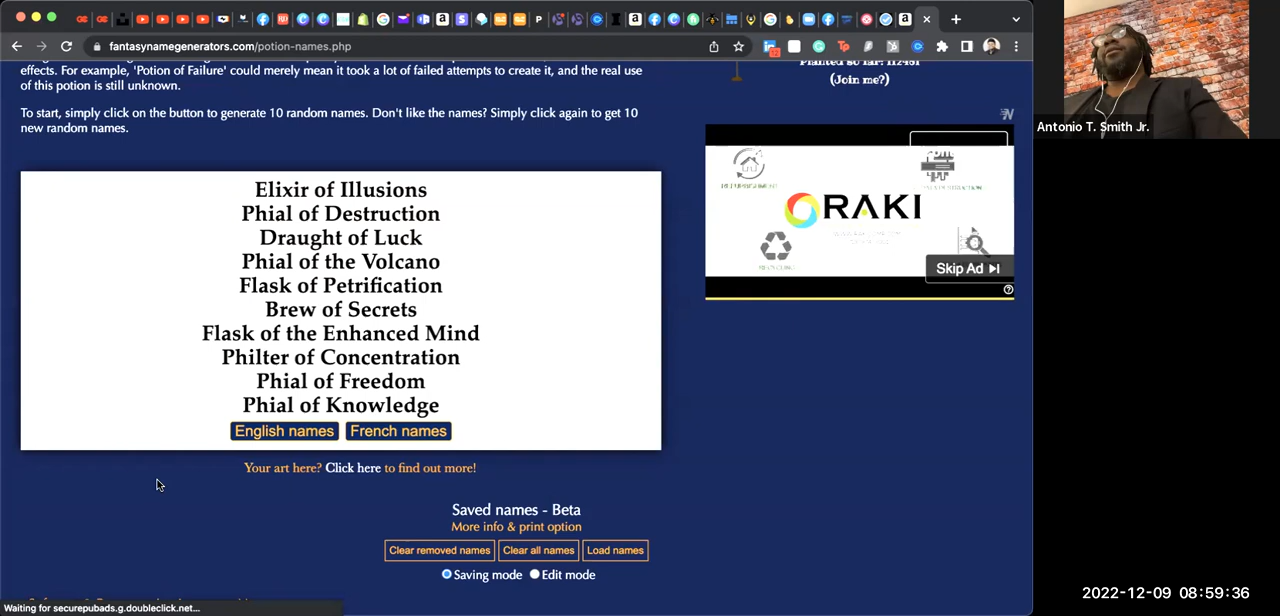 fantasynamegenerators.com/potion-names.php
effects. For example, 'Potion of Failure' could merely mean it took a lot of failed attempts to create it, and the real use
of this potion is still unknown.
To start, simply click on the button to generate 10 random names. Don't like the names? Simply click again to get 10
new random names.
(Join me?)
Elixir of Illusions
Phial of Destruction
Draught of Luck
Phial of the Volcano
Flask of Petrification
Brew of Secrets
Flask of the Enhanced Mind
Philter of Concentration
Phial of Freedom
Phial of Knowledge
English names French names
Your art here? Click here to find out more!
Saved names - Beta
More info & print option
Clear removed names Clear all names Load names
Saving mode Edit mode
Waiting for securepubads.g.doubleclick.net...
ORAKI
Skip Ad
Antonio T. Smith Jr.
2022-12-09 08:59:36